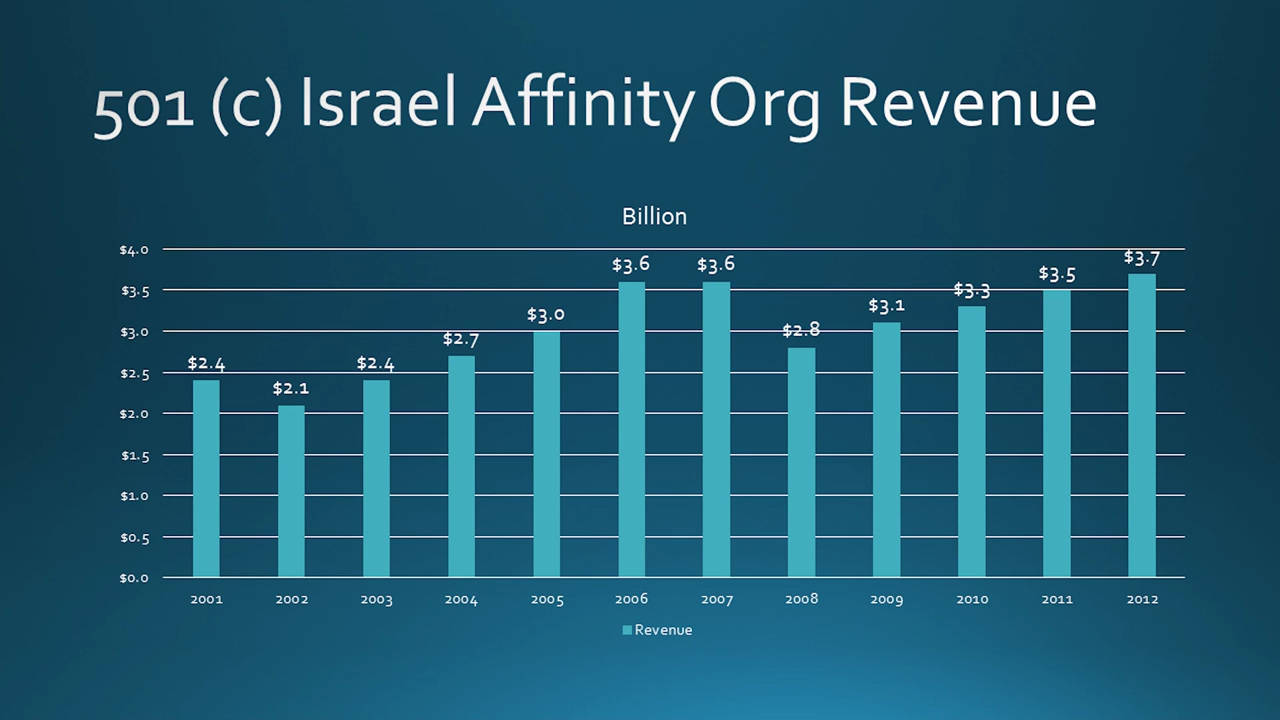 501 (c) Israel Affinity Org Revenue
Billion
$4.0
$3.5
$3.0
$2.5
$2.0
$1.5
$1.0
$0.5
$0.0
$2.4 $2.1 $2.4 $2.7 $3.0 $3.6 $3.6 $2.8 $3.1 $3.3 $3.5 $3.7
2001 2002 2003 2004 2005 2006 2007 2008 2009 2010 2011 2012
Revenue